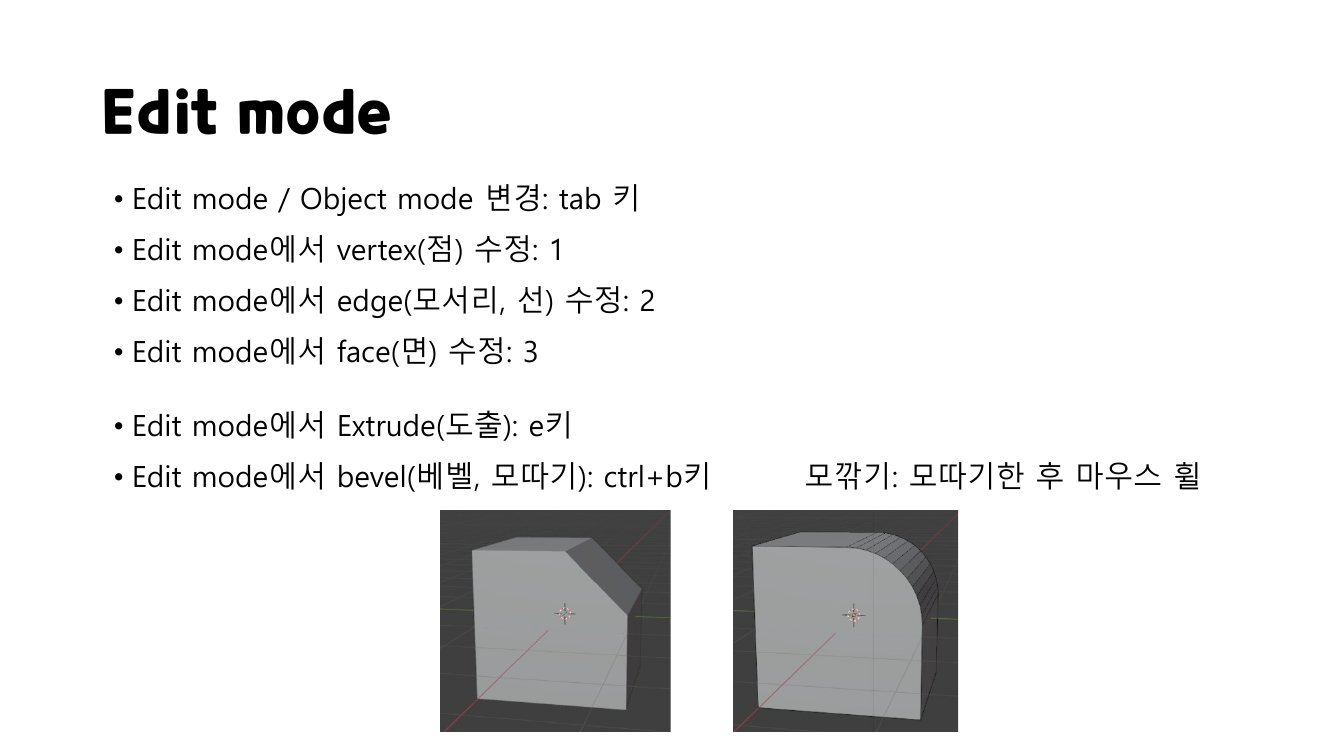 Edit mode
• Edit mode / Object mode 변경: tab 키
• Edit mode에서 vertex(점) 수정: 1
• Edit mode에서 edge(모서리, 선) 수정: 2
• Edit mode에서 face(면) 수정: 3
• Edit mode에서 Extrude(도출): e키
• Edit mode에서 bevel(베벨, 모따기): ctrl+b키 모깎기: 모따기한 후 마우스 휠